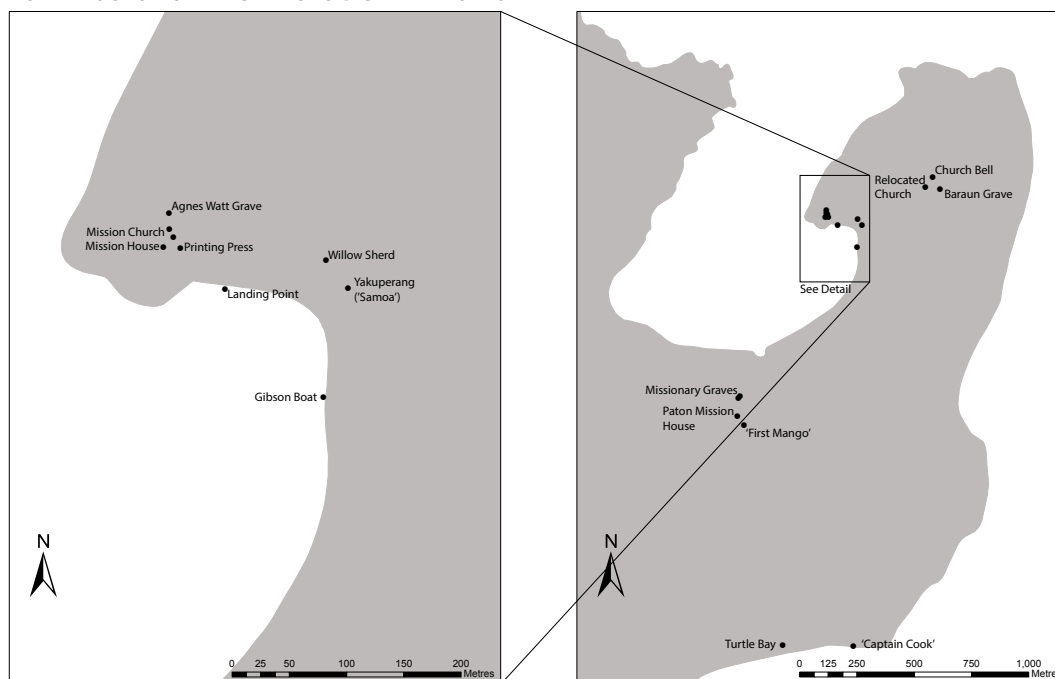 Agnes Watt Grave
Mission Church
Mission House
Printing Press
Willow Sherd
Yakuperang
('Samoa')
Landing Point
Gibson Boat
N
0 25 50 100 150 200
Metres
Church Bell
Relocated
Church
Baraun Grave
See Detail
Missionary Graves
Paton Mission
House
'First Mango'
N
Turtle Bay
'Captain Cook'
0 125 250 500 750 1,000